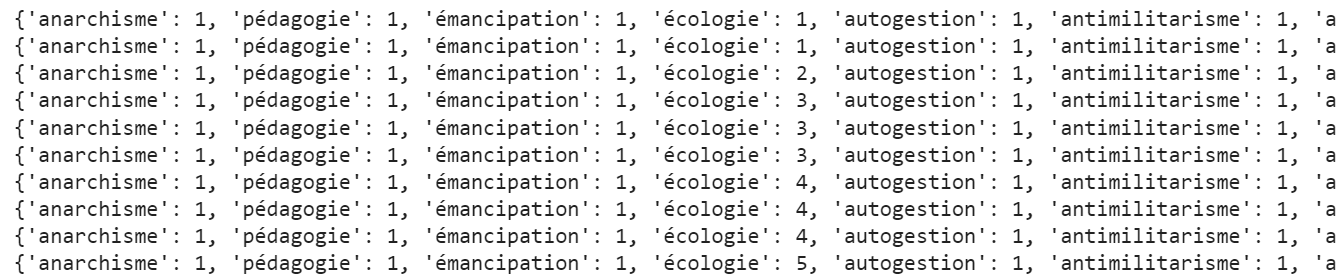 {'anarchisme': 1, 'pédagogie': 1, 'émancipation': 1, 'écologie': 1, 'autogestion': 1, 'antimilitarisme': 1, 'a
{'anarchisme': 1, 'pédagogie': 1, 'émancipation': 1, 'écologie': 1, 'autogestion': 1, 'antimilitarisme': 1, 'a
{'anarchisme': 1, 'pédagogie': 1, 'émancipation': 1, 'écologie': 2, 'autogestion': 1, 'antimilitarisme': 1, 'a
{'anarchisme': 1, 'pédagogie': 1, 'émancipation': 1, 'écologie': 3, 'autogestion': 1, 'antimilitarisme': 1, 'a
{'anarchisme': 1, 'pédagogie': 1, 'émancipation': 1, 'écologie': 3, 'autogestion': 1, 'antimilitarisme': 1, 'a
{'anarchisme': 1, 'pédagogie': 1, 'émancipation': 1, 'écologie': 3, 'autogestion': 1, 'antimilitarisme': 1, 'a
{'anarchisme': 1, 'pédagogie': 1, 'émancipation': 1, 'écologie': 4, 'autogestion': 1, 'antimilitarisme': 1, 'a
{'anarchisme': 1, 'pédagogie': 1, 'émancipation': 1, 'écologie': 4, 'autogestion': 1, 'antimilitarisme': 1, 'a
{'anarchisme': 1, 'pédagogie': 1, 'émancipation': 1, 'écologie': 4, 'autogestion': 1, 'antimilitarisme': 1, 'a
{'anarchisme': 1, 'pédagogie': 1, 'émancipation': 1, 'écologie': 5, 'autogestion': 1, 'antimilitarisme': 1, 'a